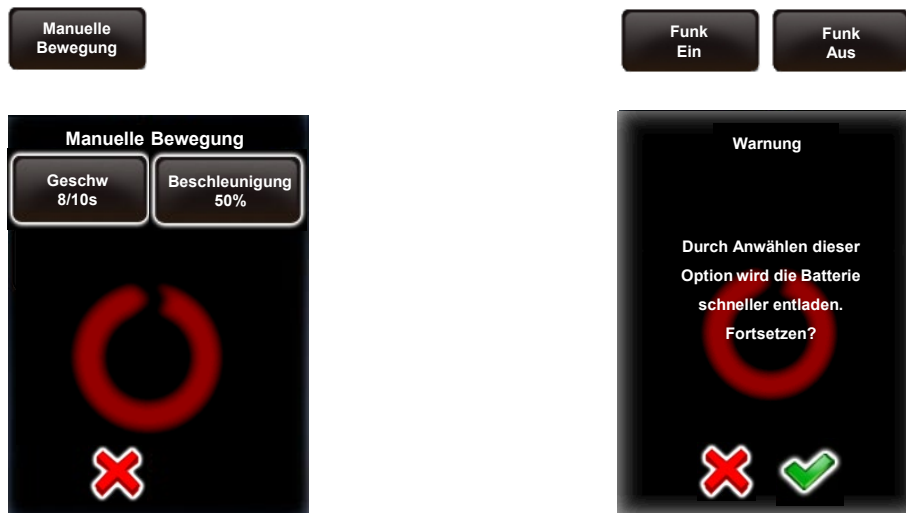 Manuelle
Bewegung
Manuelle Bewegung
Geschw
8/10s
Beschleunigung
50%
Funk
Ein
Funk
Aus
Warnung
Durch Anwählen dieser
Option wird die Batterie
schneller entladen.
Fortsetzen?